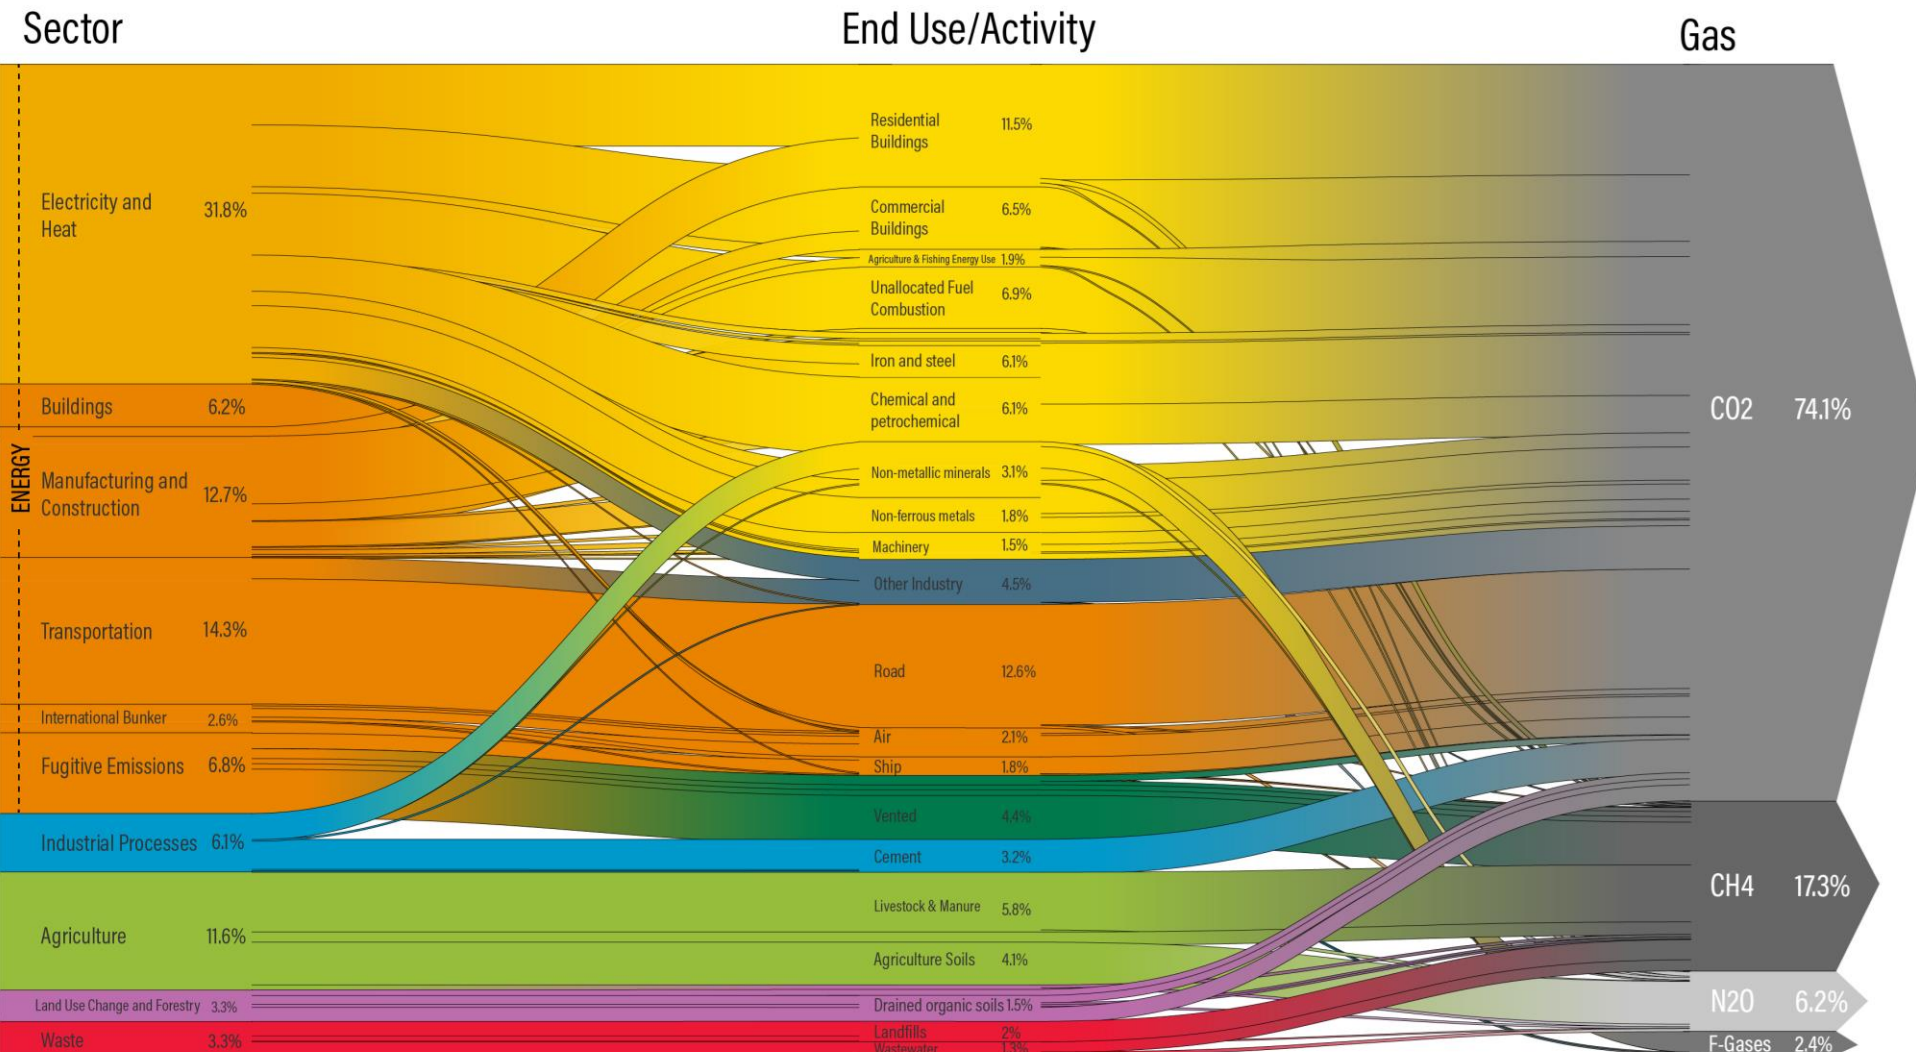 Sector
End Use/Activity
Gas
ENERGY
Electricity and
Heat
31.8%
Buildings
6.2%
Manufacturing and
Construction
12.7%
Transportation
14.3%
International Bunker
2.6%
Fugitive Emissions
6.8%
Industrial Processes
6.1%
Agriculture
11.6%
Land Use Change and Forestry
3.3%
Waste
3.3%
Residential
Buildings
11.5%
Commercial
Buildings
6.5%
Agriculture & Fishing Energy Use
1.9%
Unallocated Fuel
Combustion
6.9%
Iron and steel
6.1%
Chemical and
petrochemical
6.1%
Non-metallic minerals
3.1%
Non-ferrous metals
1.8%
Machinery
1.5%
Other Industry
4.5%
Road
12.6%
Air
2.1%
Ship
1.8%
Vented
4.4%
Cement
3.2%
Livestock & Manure
5.8%
Agriculture Soils
4.1%
Drained organic soils
1.5%
Landfills
2%
Wastewater
1.3%
CO2
74.1%
CH4
17.3%
N2O
6.2%
F-Gases
2.4%